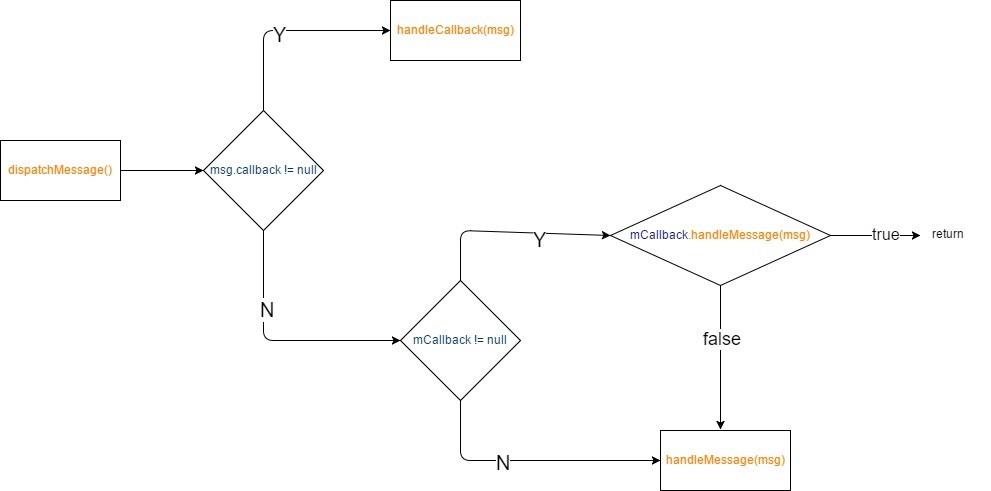 Y
handleCallback(msg)
dispatchMessage()
msg.callback != null
Y
mCallback.handleMessage(msg)
true
return
N
mCallback != null
false
N
handleMessage(msg)